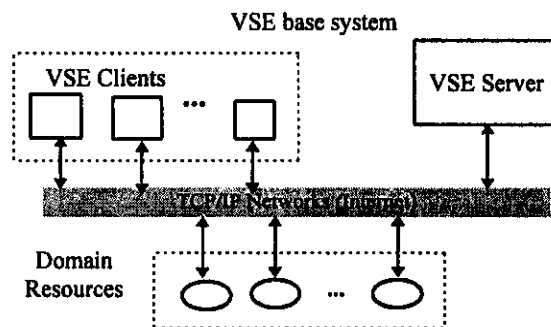 VSE base system
VSE Clients
...
VSE Server
TCP/IP Networks (Internet)
Domain
Resources
...